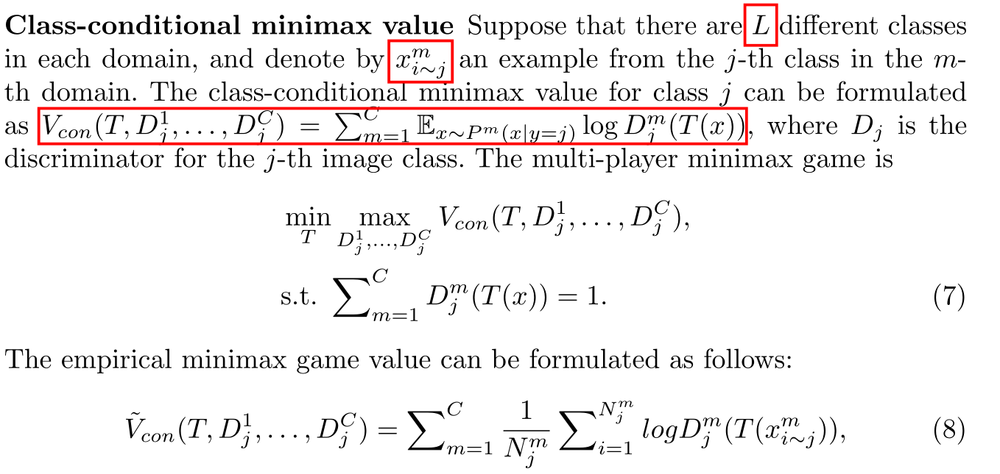 Class-conditional minimax value Suppose that there are L different classes
in each domain, and denote by $x_{i\sim j}^{m}$ an example from the j-th class in the m-
th domain. The class-conditional minimax value for class j can be formulated
as $V_{con}(T, D_j^1, \ldots, D_j^C) = \sum_{m=1}^{C} \mathbb{E}_{x\sim P^m(x|y=j)} \log D_j^m(T(x))$, where $D_j$ is the
discriminator for the j-th image class. The multi-player minimax game is
$\min_{T} \max_{D_j^1,\ldots,D_j^C} V_{con}(T, D_j^1, \ldots, D_j^C),$
s.t. $\sum_{m=1}^{C} D_j^m(T(x)) = 1.$ (7)
The empirical minimax game value can be formulated as follows:
$\tilde{V}_{con}(T, D_j^1, \ldots, D_j^C) = \sum_{m=1}^{C} \frac{1}{N_j^m} \sum_{i=1}^{N_j^m} log D_j^m(T(x_{i\sim j}^m)),$ (8)